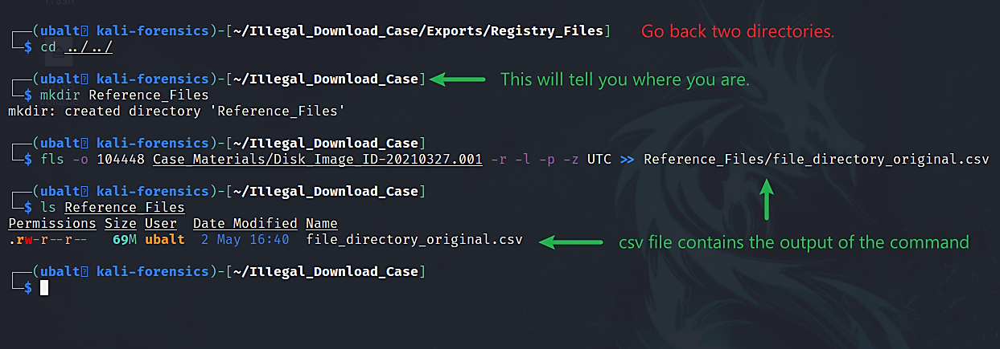 (ubalt kali-forensics)-[~/Illegal_Download_Case/Exports/Registry_Files] Go back two directories.
$ cd ../../
(ubalt kali-forensics)-[~/Illegal_Download_Case] This will tell you where you are.
$ mkdir Reference_Files
mkdir: created directory 'Reference_Files'
(ubalt kali-forensics)-[~/Illegal_Download_Case]
$ fls -o 104448 Case_Materials/Disk_Image_ID-20210327.001 -r -l -p -z UTC >> Reference_Files/file_directory_original.csv
(ubalt kali-forensics)-[~/Illegal_Download_Case]
$ ls Reference_Files
Permissions Size User Date Modified Name
.rw-r--r-- 69M ubalt 2 May 16:40 file_directory_original.csv csv file contains the output of the command
(ubalt kali-forensics)-[~/Illegal_Download_Case]
$